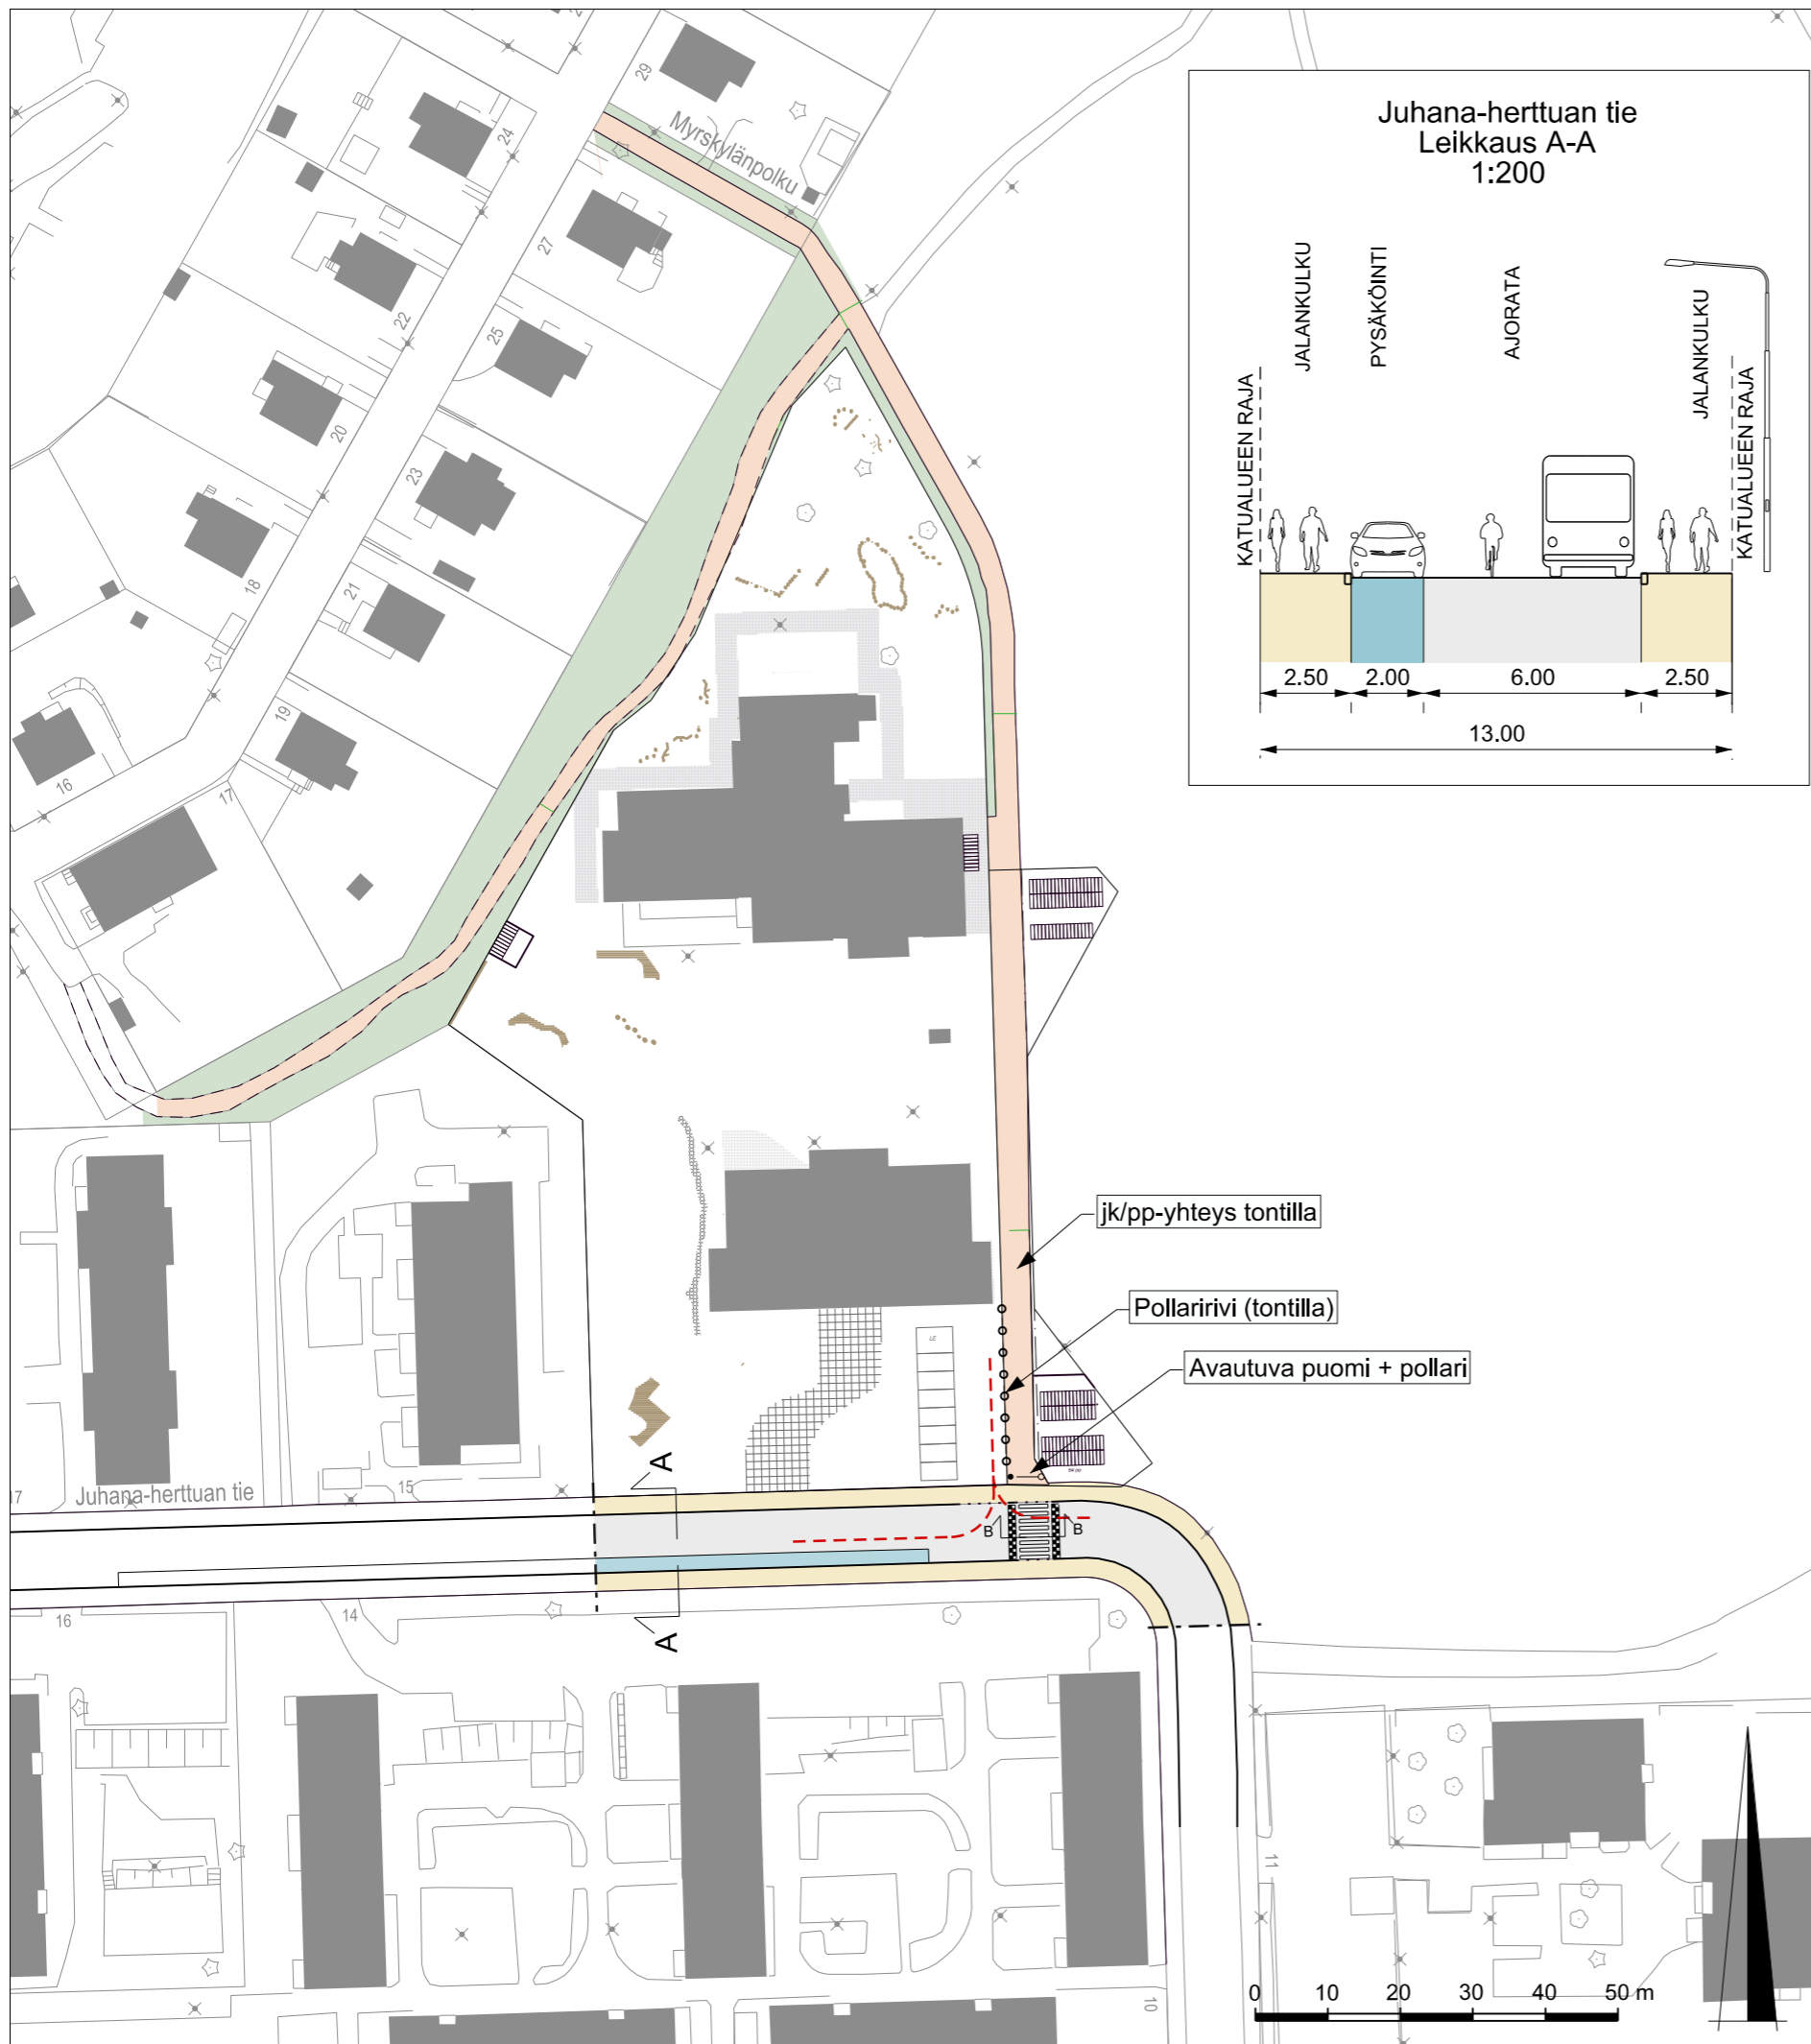 Juhana-herttuan tie
Leikkaus A-A
1:200
KATUALUEEN RAJA
JALANKULKU
PYSÄKÖINTI
AJORATA
JALANKULKU
KATUALUEEN RAJA
2.50 2.00 6.00 2.50
13.00
29
Myrskylänpolku
24
27
22
25
20
23
18
21
19
16
17
jk/pp-yhteys tontilla
Pollaririvi (tontilla)
Avautuva puomi + pollari
LE
A
17
Juhana-herttuan tie
15
B
B
16
14
A
11
10
0 10 20 30 40 50 m